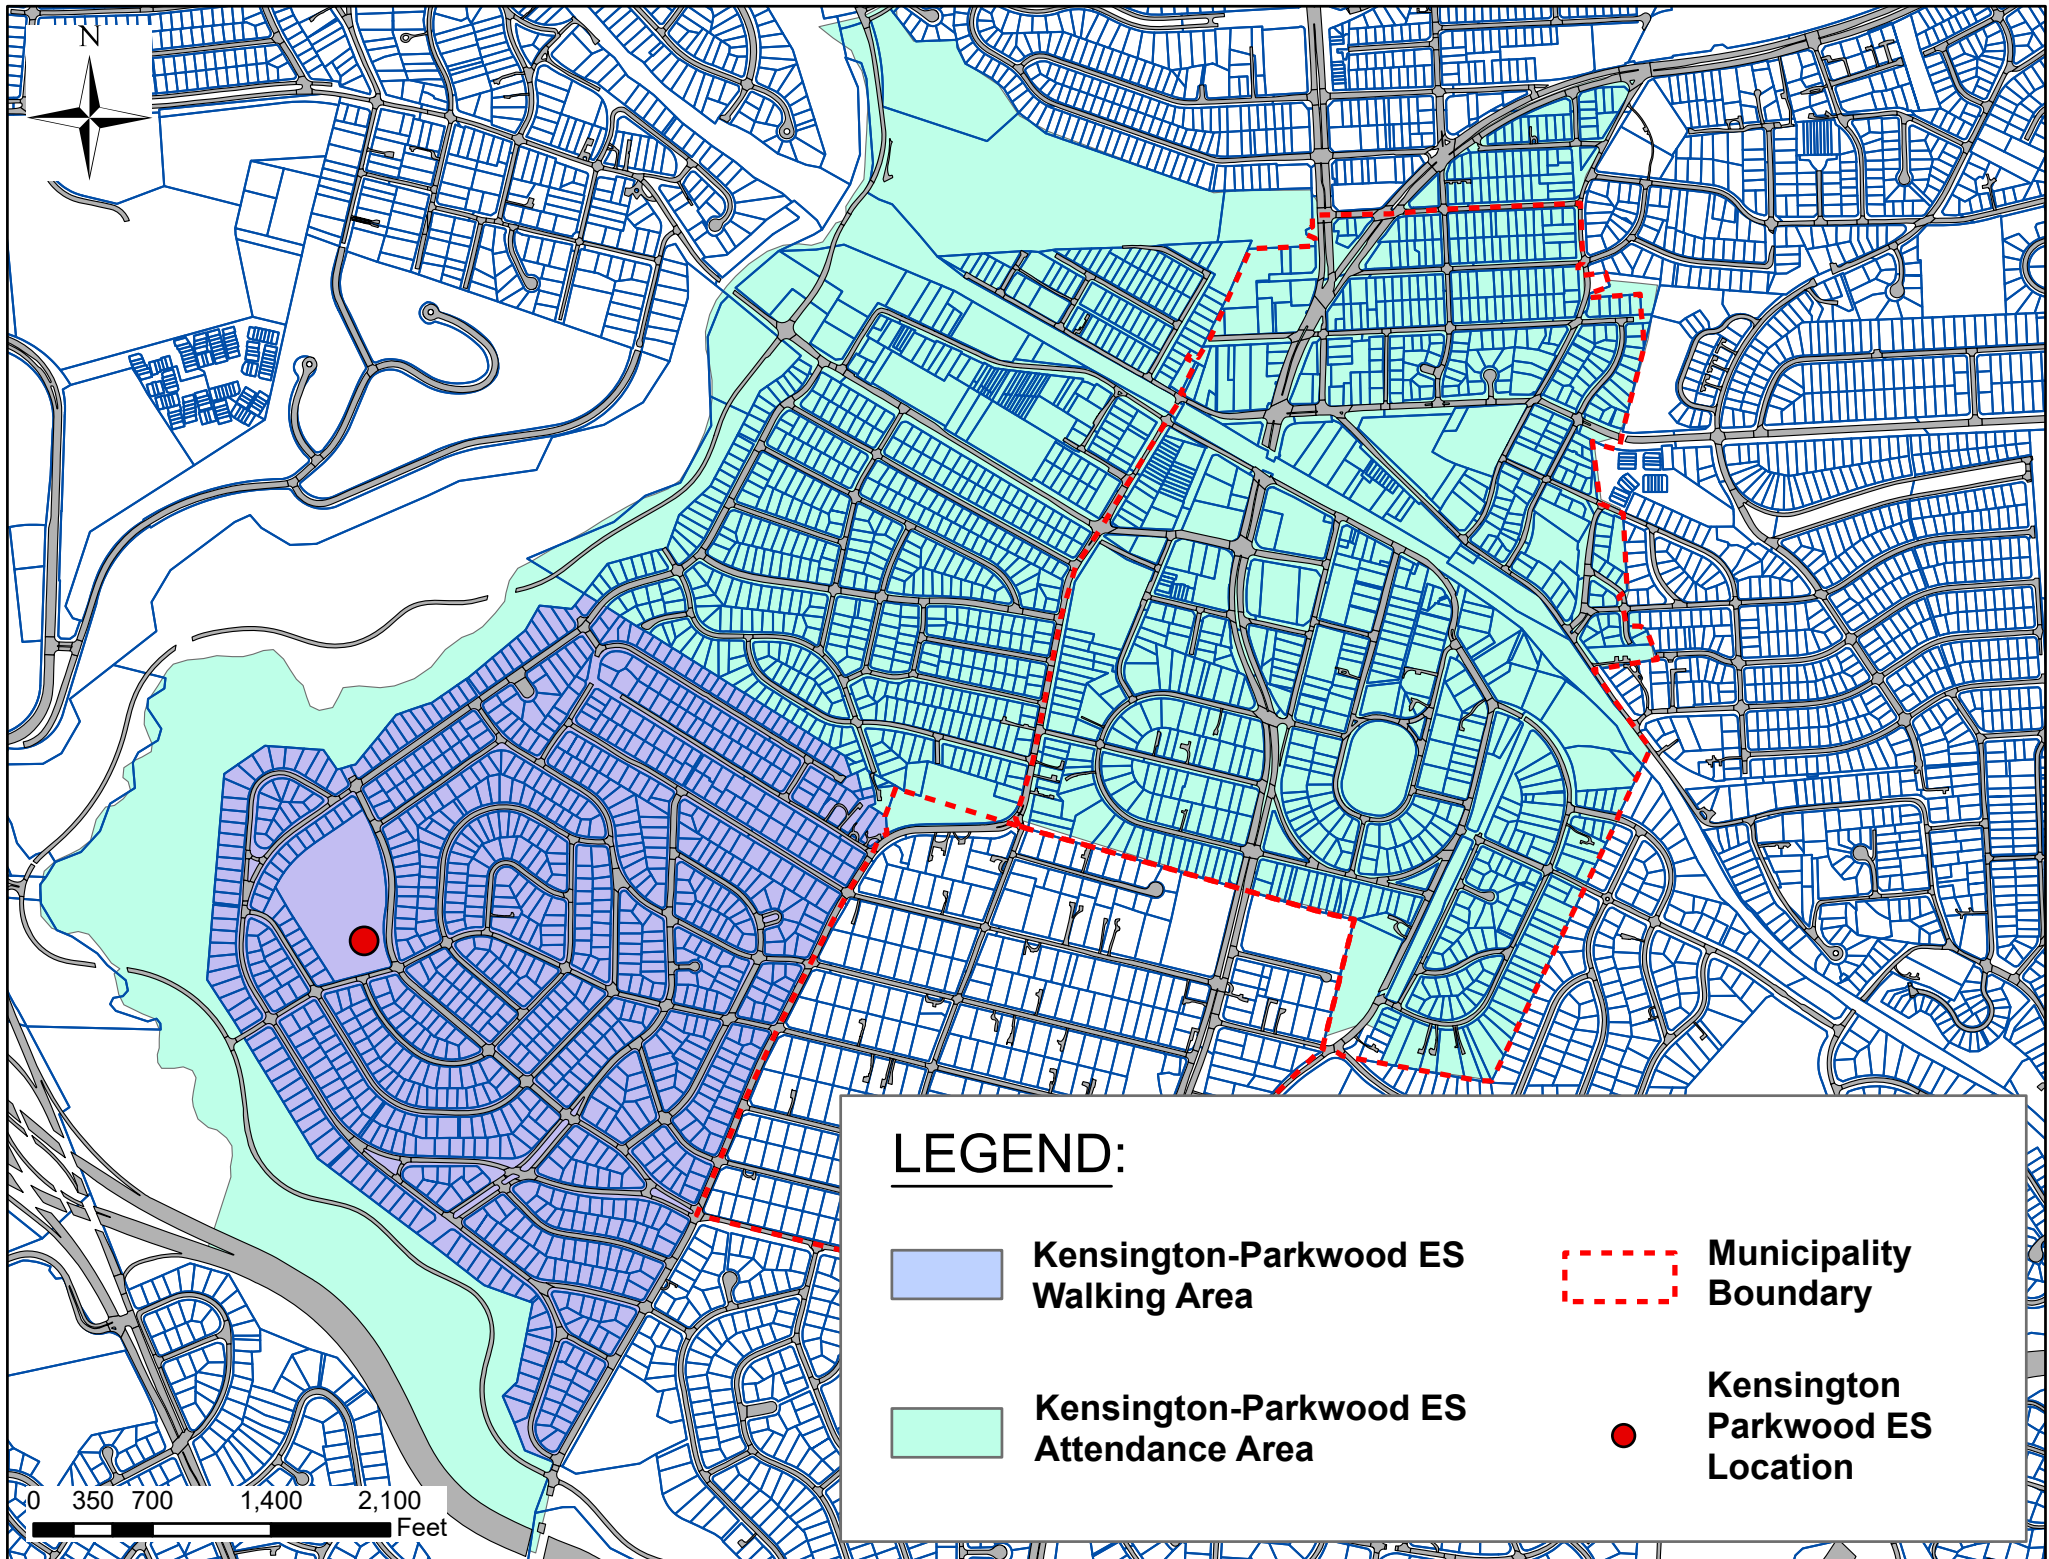 N
LEGEND:
Kensington-Parkwood ES
Walking Area
Municipality
Boundary
Kensington-Parkwood ES
Attendance Area
Kensington
Parkwood ES
Location
0 350 700 1,400 2,100
Feet